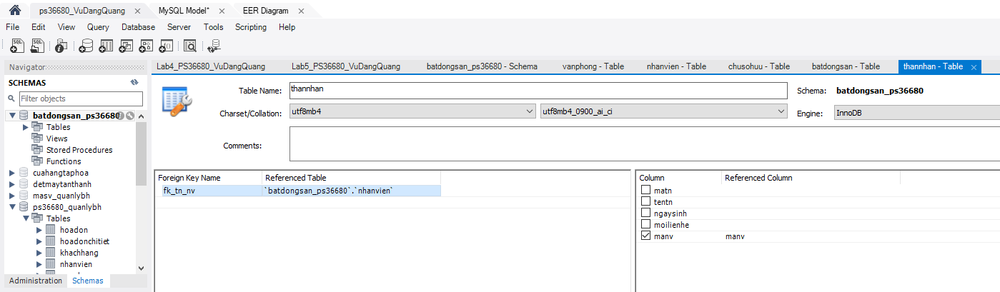 ps36680_VuDangQuang MySQL Model* EER Diagram
File Edit View Query Database Server Tools Scripting Help
Navigator
SCHEMAS
Filter objects
batdongsan_ps36680
Tables
Views
Stored Procedures
Functions
cuahangtaphoa
detmaytanthanh
masv_quanlybh
ps36680_quanlybh
Tables
hoadon
hoadonchitiet
khachhang
nhanvien
Administration Schemas
Lab4_PS36680_VuDangQuang Lab5_PS36680_VuDangQuang batdongsan_ps36680 - Schema vanphong - Table nhanvien - Table chusohuu - Table batdongsan - Table thannhan - Table
Table Name: thannhan Schema: batdongsan_ps36680
Charset/Collation: utf8mb4 utf8mb4_0900_ai_ci Engine: InnoDB
Comments:
Foreign Key Name Referenced Table
fk_tn_nv `batdongsan_ps36680`.`nhanvien`
Column Referenced Column
matn
tentn
ngaysinh
moilienhe
manv manv